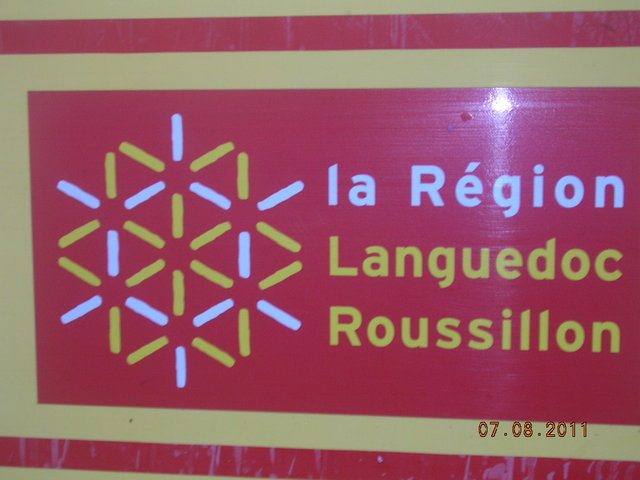 la Région
Languedoc
Roussillon
07.08.2011